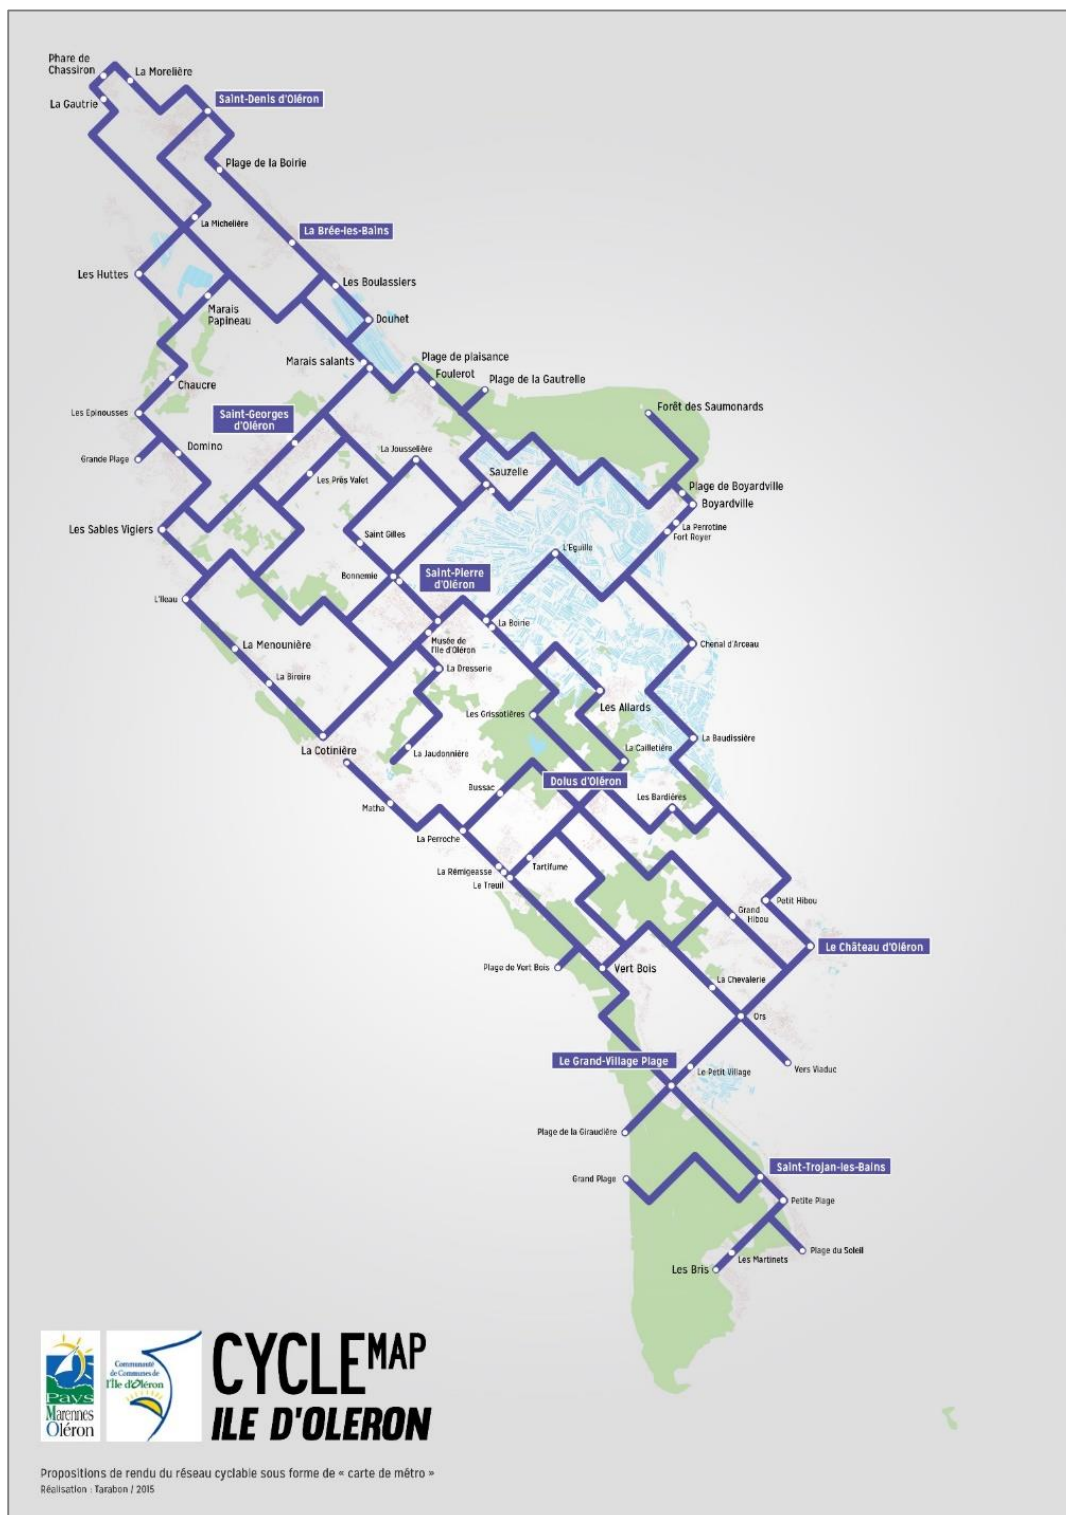 Phare de
Chassiron
La Morelière
La Gautrie
Saint-Denis d'Oléron
Plage de la Boirie
La Michelière
La Brée-les-Bains
Les Huttes
Les Boulassiers
Marais
Papineau
Douhet
Marais salants
Plage de plaisance
Foulerot
Plage de la Gautrelle
Chaucre
Forêt des Saumonards
Les Epinousses
Saint-Georges
d'Oléron
Domino
La Jousselière
Grande Plage
Sauzelle
Les Prés Valet
Plage de Boyardville
Boyardville
Les Sables Vigiers
La Perrotine
Fort Royer
Saint Gilles
L'Eguille
Bonnemie
Saint-Pierre
d'Oléron
L'Ileau
La Boirie
Musée de
l'Ile d'Oléron
La Menounière
Chenal d'Arceau
La Dresserie
La Biroire
Les Allards
Les Grissotières
La Cotinière
La Baudissière
La Jaudonnière
La Cailletière
Dolus d'Oléron
Bussac
Les Bardières
Matha
La Perroche
Tartifume
La Rémigeasse
Le Treuil
Petit Hibou
Grand
Hibou
Le Château d'Oléron
Plage de Vert Bois
Vert Bois
La Chevalerie
Ors
Le Grand-Village Plage
Le Petit Village
Vers Viaduc
Plage de la Giraudière
Saint-Trojan-les-Bains
Grand Plage
Petite Plage
Plage du Soleil
Les Martinets
Les Bris
Pays
Marennes
Oléron
Communauté
de Communes de
l'Île d'Oléron
CYCLE MAP
ILE D'OLERON
Propositions de rendu du réseau cyclable sous forme de « carte de métro »
Réalisation : Tarabon / 2015